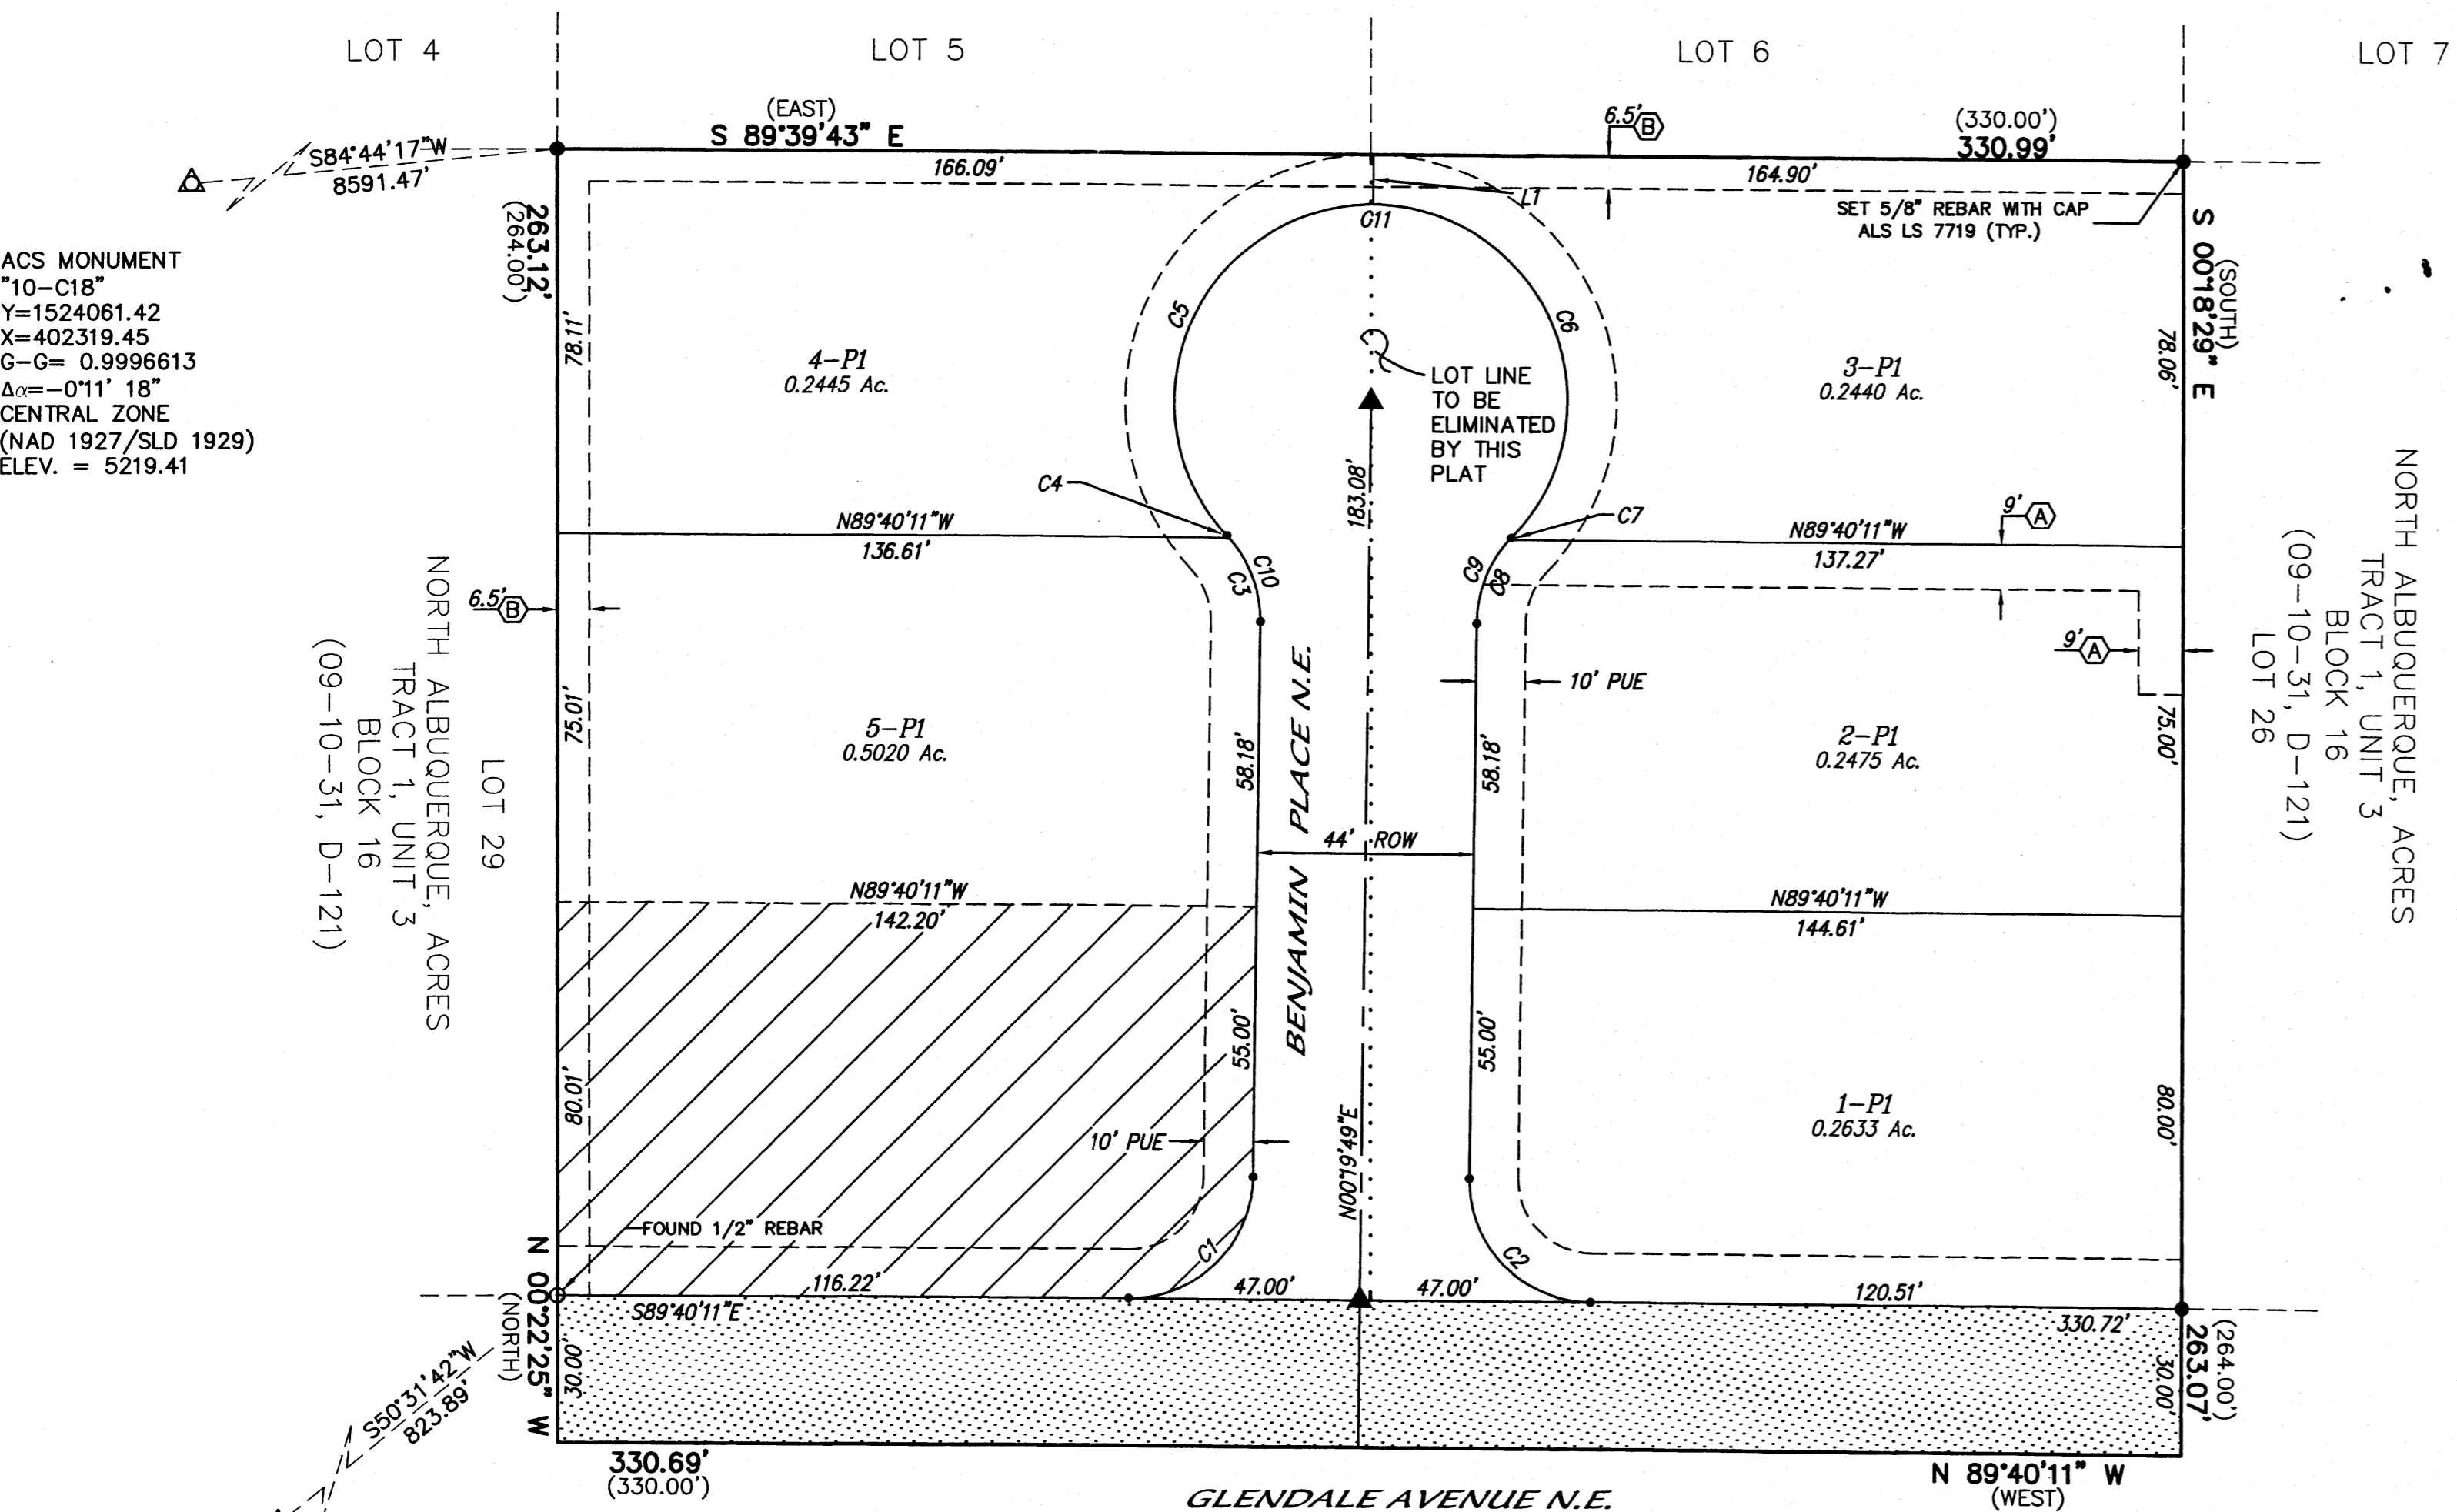 LOT 4
LOT 5
LOT 6
LOT 7
(EAST)
S 89°39'43" E
166.09'
6.5' B
(330.00')
330.99'
164.90'
L1
SET 5/8" REBAR WITH CAP
ALS LS 7719 (TYP.)
S84°44'17"W
8591.47'
ACS MONUMENT
"10-C18"
Y=1524061.42
X=402319.45
G-G= 0.9996613
Δα=-0°11' 18"
CENTRAL ZONE
(NAD 1927/SLD 1929)
ELEV. = 5219.41
263.12'
(264.00')
78.11'
4-P1
0.2445 Ac.
C5
C11
C6
LOT LINE
TO BE
ELIMINATED
BY THIS
PLAT
183.08'
3-P1
0.2440 Ac.
(SOUTH)
S 00°18'29" E
78.06'
C4
C7
N89°40'11"W
136.61'
C10
C3
C9
C8
N89°40'11"W
137.27'
9' A
9' A
6.5' B
10' PUE
75.01'
5-P1
0.5020 Ac.
58.18'
BENJAMIN PLACE N.E.
58.18'
2-P1
0.2475 Ac.
75.00'
44' ROW
LOT 29
NORTH ALBUQUERQUE, ACRES
TRACT 1, UNIT 3
BLOCK 16
(09-10-31, D-121)
NORTH ALBUQUERQUE, ACRES
TRACT 1, UNIT 3
BLOCK 16
(09-10-31, D-121)
LOT 26
N89°40'11"W
142.20'
N89°40'11"W
144.61'
80.01'
55.00'
55.00'
1-P1
0.2633 Ac.
80.00'
10' PUE
N00°19'49"E
FOUND 1/2" REBAR
C1
C2
116.22'
S89°40'11"E
47.00'
47.00'
120.51'
330.72'
N 00°22'25" W
(NORTH)
30.00'
30.00'
263.07'
(264.00')
S50°31'42"W
823.89'
330.69'
(330.00')
N 89°40'11" W
(WEST)
GLENDALE AVENUE N.E.